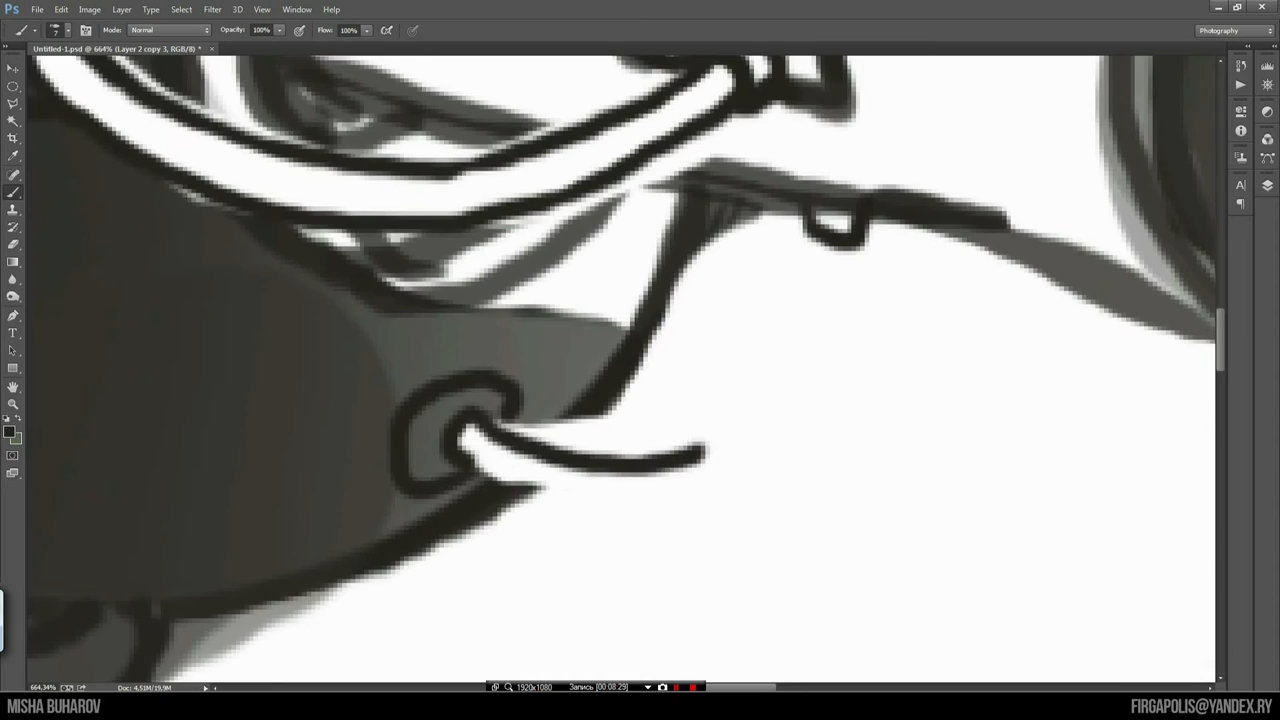 Ps File Edit Image Layer Type Select Filter 3D View Window Help
7 Mode: Normal Opacity: 100% Flow: 100% Photography
Untitled-1.psd @ 664% (Layer 2 copy 3, RGB/8) * ×
664,34% Doc: 4,51M/19,9M
1920x1080 Запись [00:08:29]
MISHA BUHAROV FIRGAPOLIS@YANDEX.RY